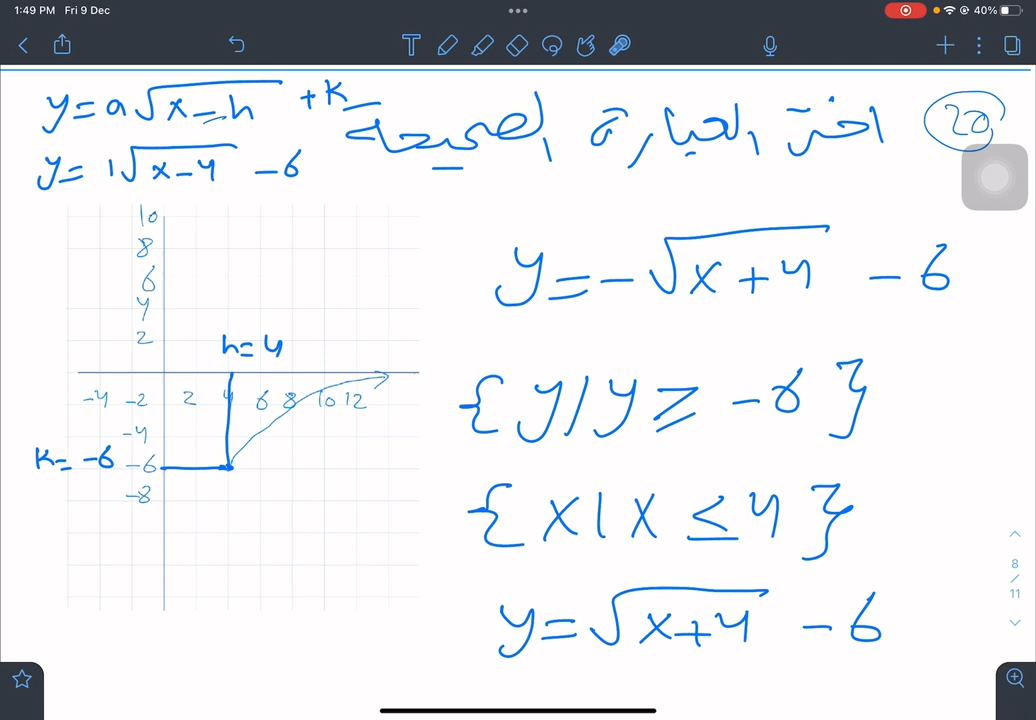 1:49 PM Fri 9 Dec
40%
T
y = a√x – h + k
y = 1√x – 4 – 6
20
اختر العبارة الصحيحة
y = –√x + 4 – 6
{ y / y ≥ –6 }
{ x | x ≤ 4 }
y = √x + 4 – 6
10
8
6
4
2
h = 4
-4 -2 2 4 6 8 10 12
-4
k = -6 -6
-8
8
/
11